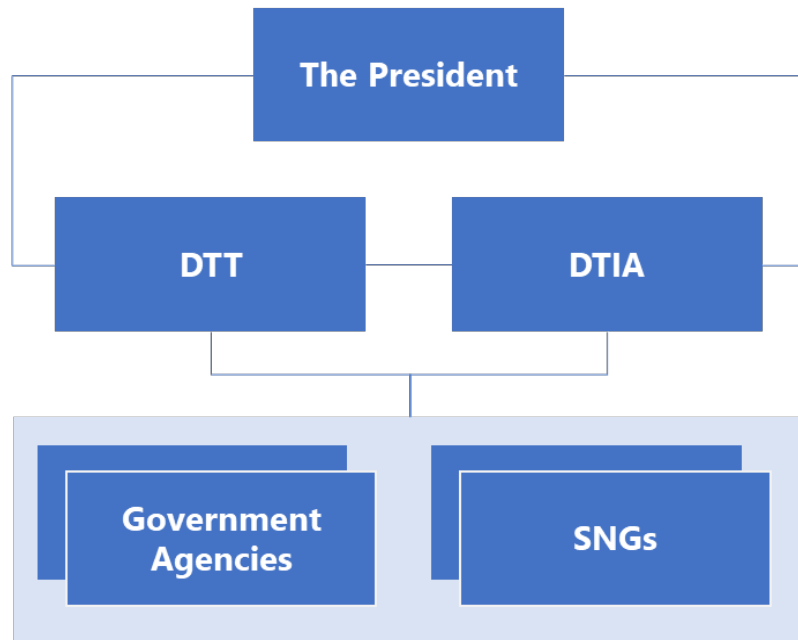 The President
DTT
DTIA
Government
Agencies
SNGs